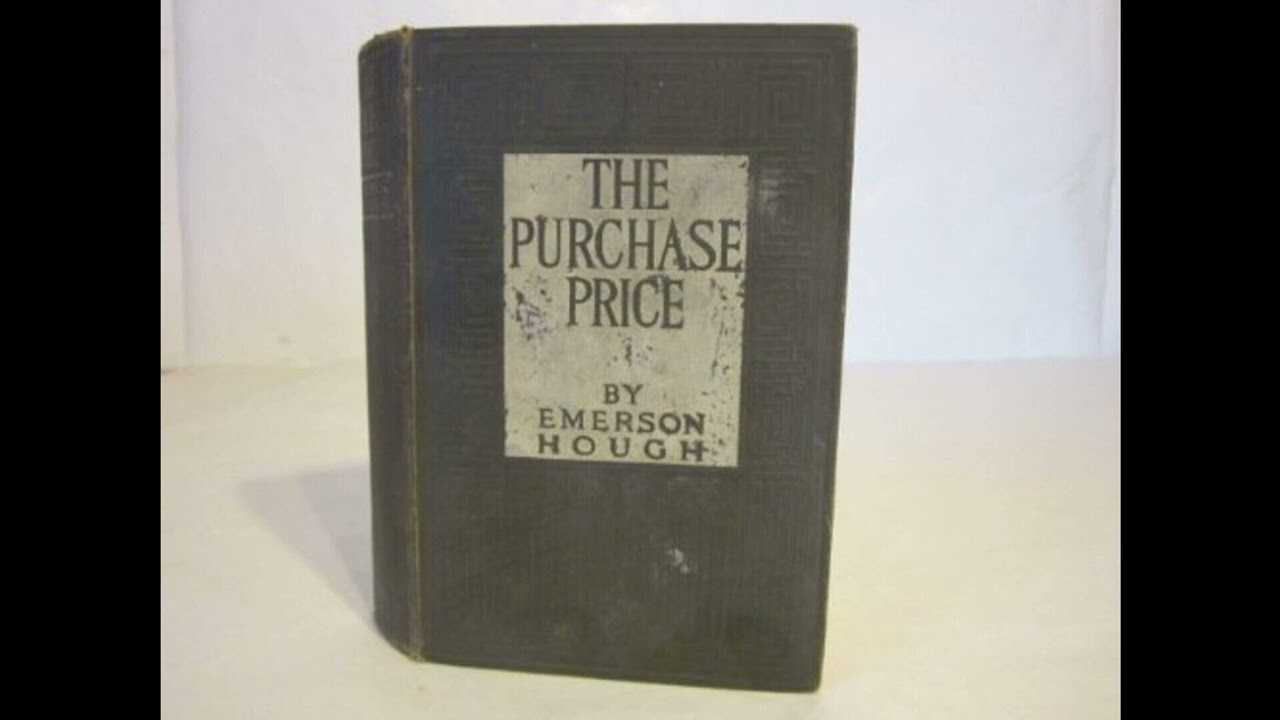 THE
PURCHASE
PRICE
BY
EMERSON
HOUGH